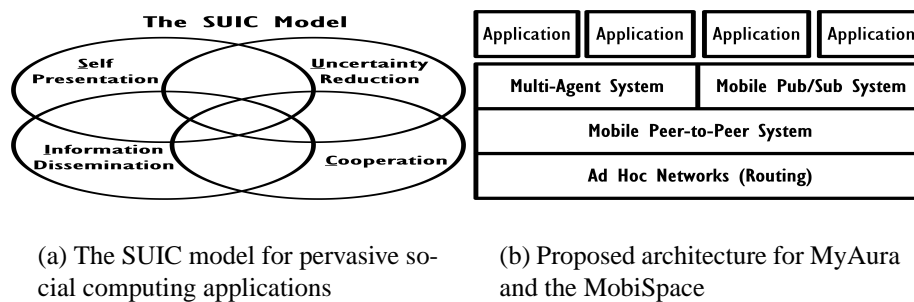 The SUIC Model
Self
Presentation
Uncertainty
Reduction
Information
Dissemination
Cooperation
Application Application Application Application
Multi-Agent System Mobile Pub/Sub System
Mobile Peer-to-Peer System
Ad Hoc Networks (Routing)
(a) The SUIC model for pervasive so-
cial computing applications
(b) Proposed architecture for MyAura
and the MobiSpace